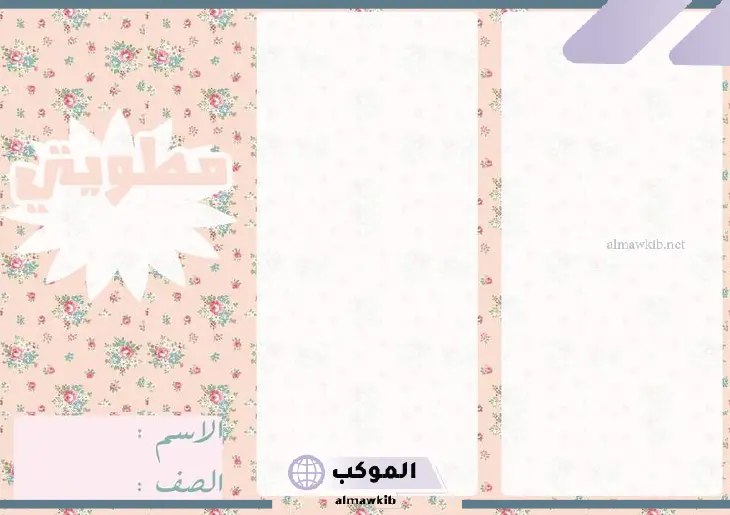 مطويتي
almawkib.net
الاسم :
الصف :
الموكب
almawkib